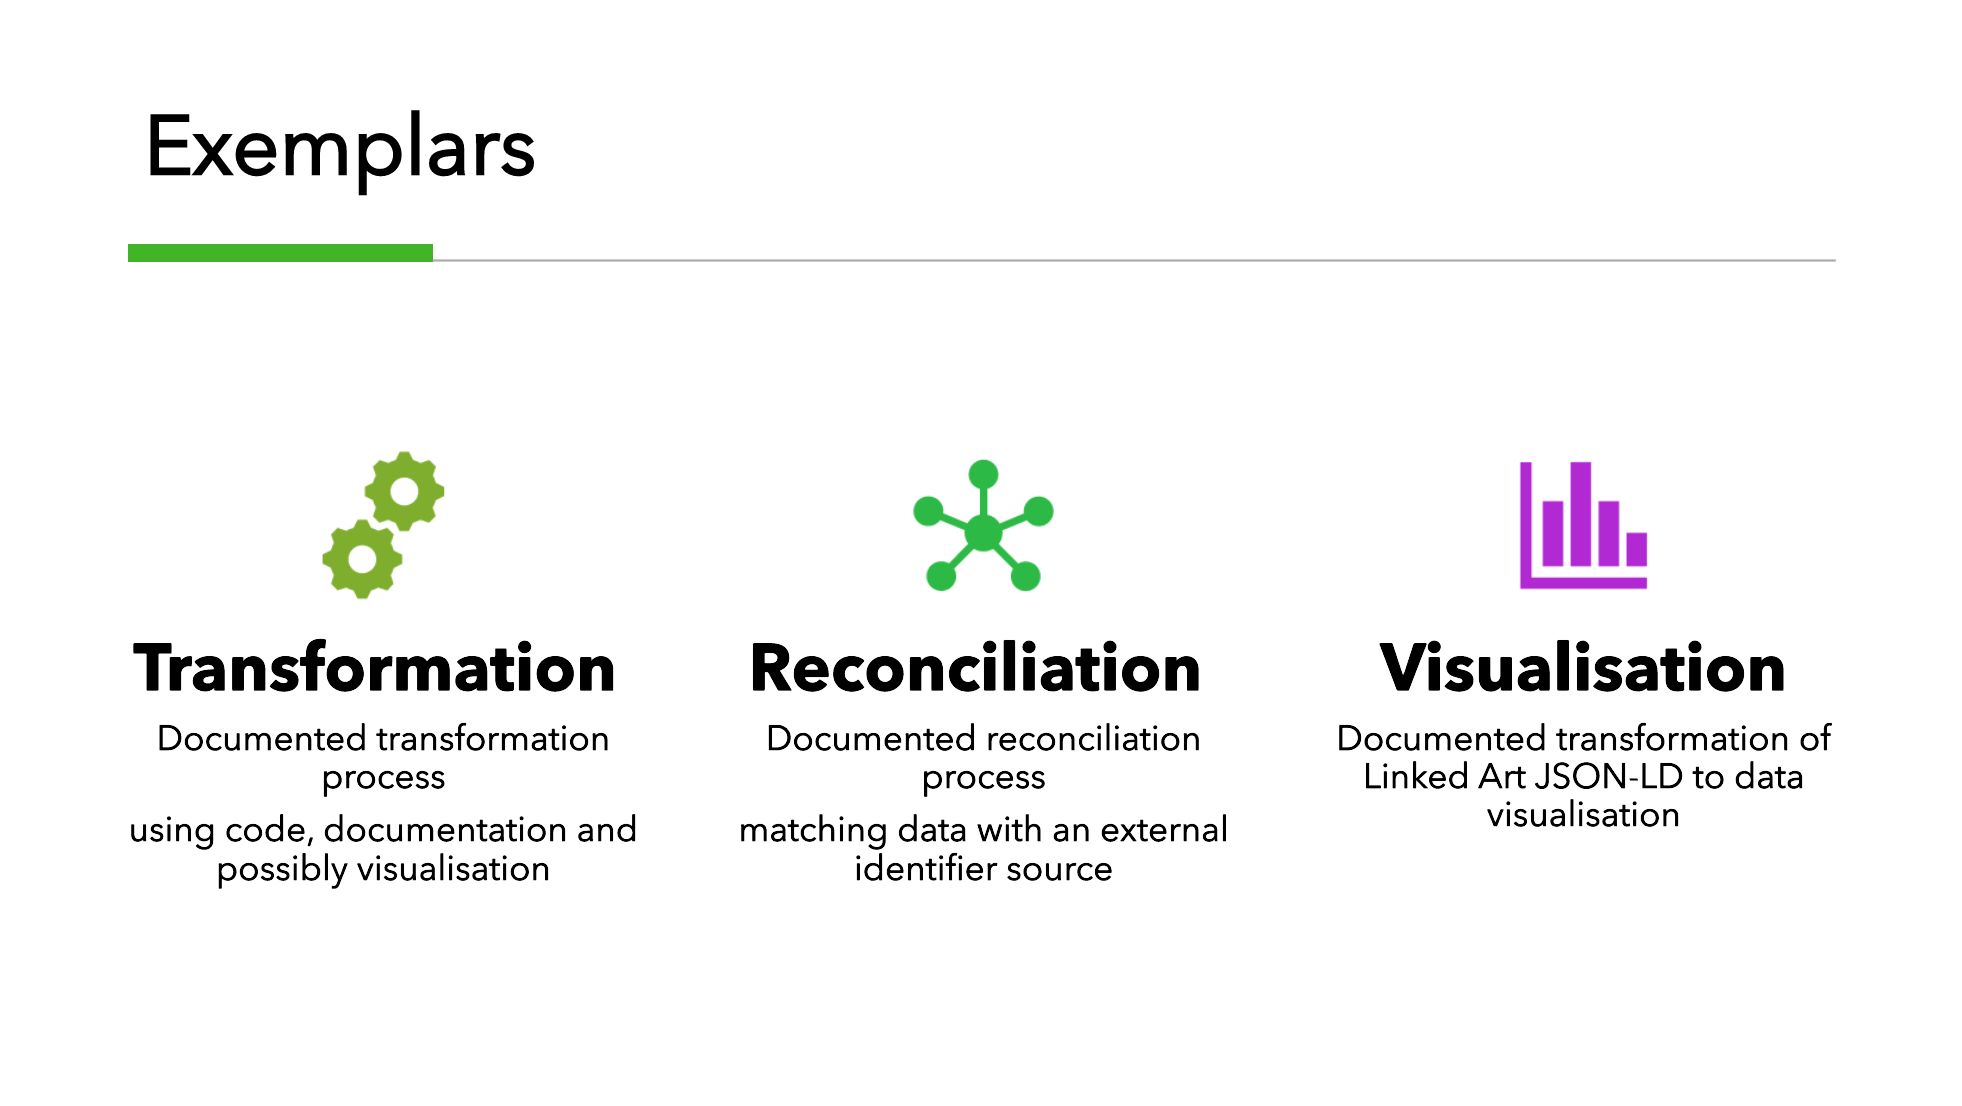 Exemplars
Transformation
Documented transformation
process
using code, documentation and
possibly visualisation
Reconciliation
Documented reconciliation
process
matching data with an external
identifier source
Visualisation
Documented transformation of
Linked Art JSON-LD to data
visualisation